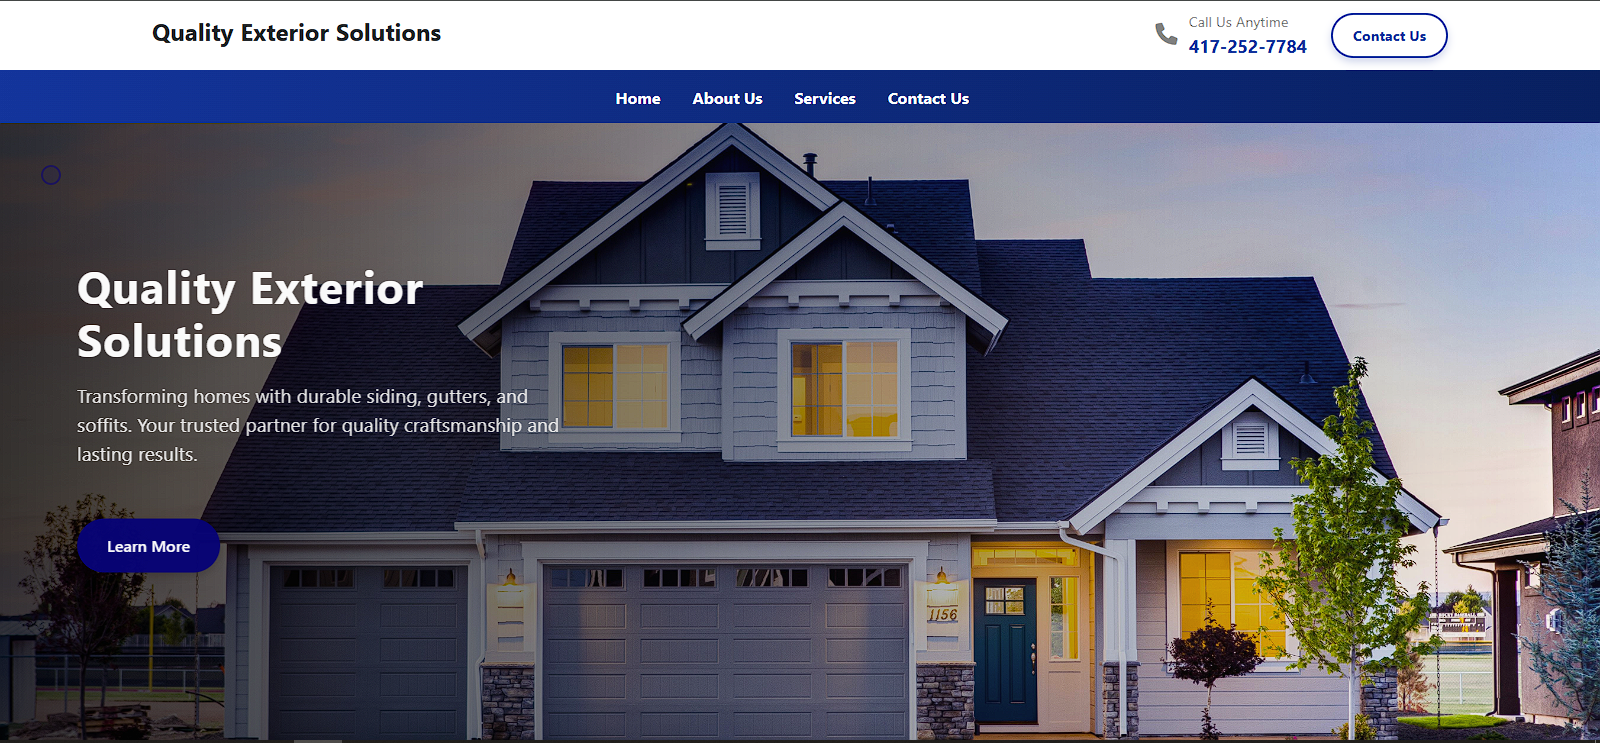 Quality Exterior Solutions
Call Us Anytime
417-252-7784
Contact Us
Home
About Us
Services
Contact Us
Quality Exterior
Solutions
Transforming homes with durable siding, gutters, and
soffits. Your trusted partner for quality craftsmanship and
lasting results.
Learn More
1156